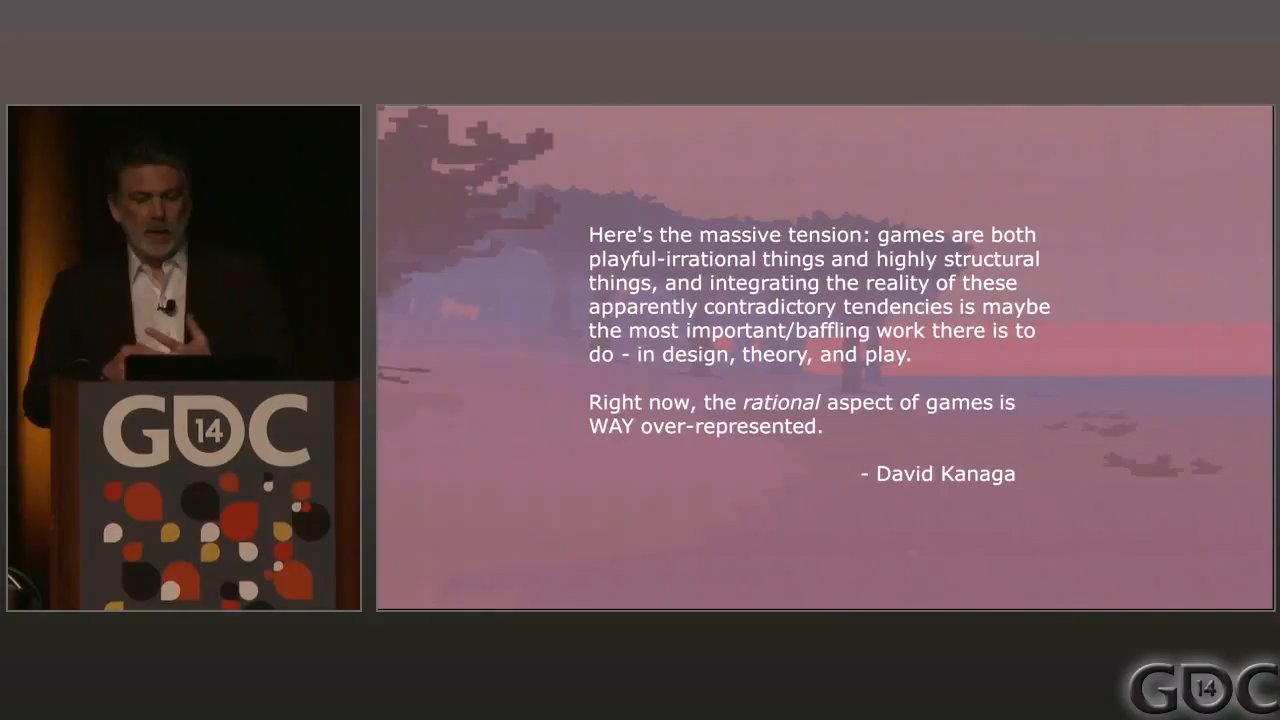 Here's the massive tension: games are both
playful-irrational things and highly structural
things, and integrating the reality of these
apparently contradictory tendencies is maybe
the most important/baffling work there is to
do - in design, theory, and play.
Right now, the rational aspect of games is
WAY over-represented.
- David Kanaga
GDC
14
GDC
14